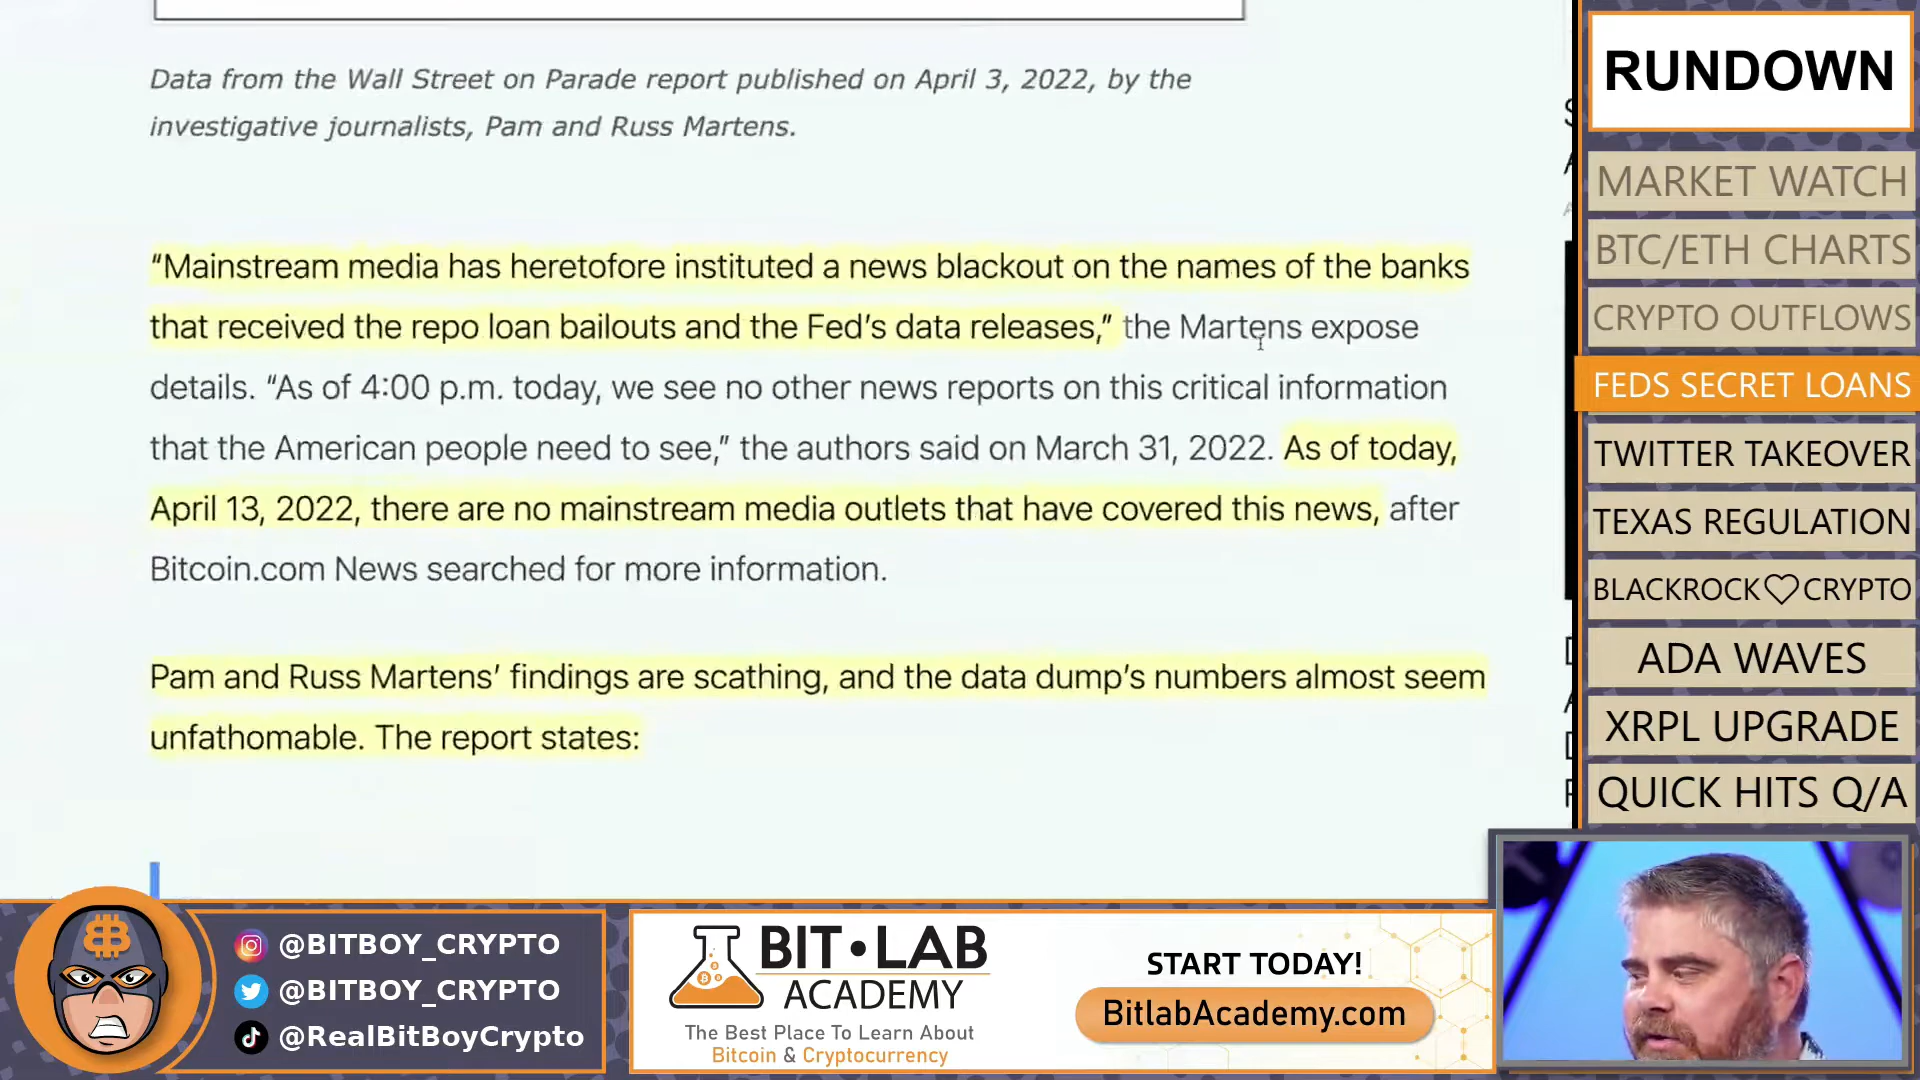 Data from the Wall Street on Parade report published on April 3, 2022, by the
investigative journalists, Pam and Russ Martens.
“Mainstream media has heretofore instituted a news blackout on the names of the banks
that received the repo loan bailouts and the Fed’s data releases,” the Martens expose
details. “As of 4:00 p.m. today, we see no other news reports on this critical information
that the American people need to see,” the authors said on March 31, 2022. As of today,
April 13, 2022, there are no mainstream media outlets that have covered this news, after
Bitcoin.com News searched for more information.
Pam and Russ Martens’ findings are scathing, and the data dump’s numbers almost seem
unfathomable. The report states:
RUNDOWN
MARKET WATCH
BTC/ETH CHARTS
CRYPTO OUTFLOWS
FEDS SECRET LOANS
TWITTER TAKEOVER
TEXAS REGULATION
BLACKROCK♡CRYPTO
ADA WAVES
XRPL UPGRADE
QUICK HITS Q/A
@BITBOY_CRYPTO
@BITBOY_CRYPTO
@RealBitBoyCrypto
BIT•LAB
ACADEMY
The Best Place To Learn About
Bitcoin & Cryptocurrency
START TODAY!
BitlabAcademy.com